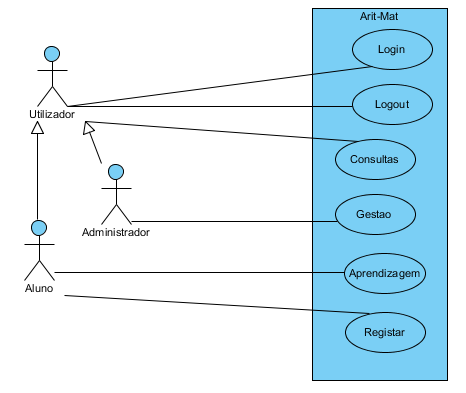 Arit-Mat
Login
Logout
Utilizador
Consultas
Gestao
Administrador
Aprendizagem
Aluno
Registar